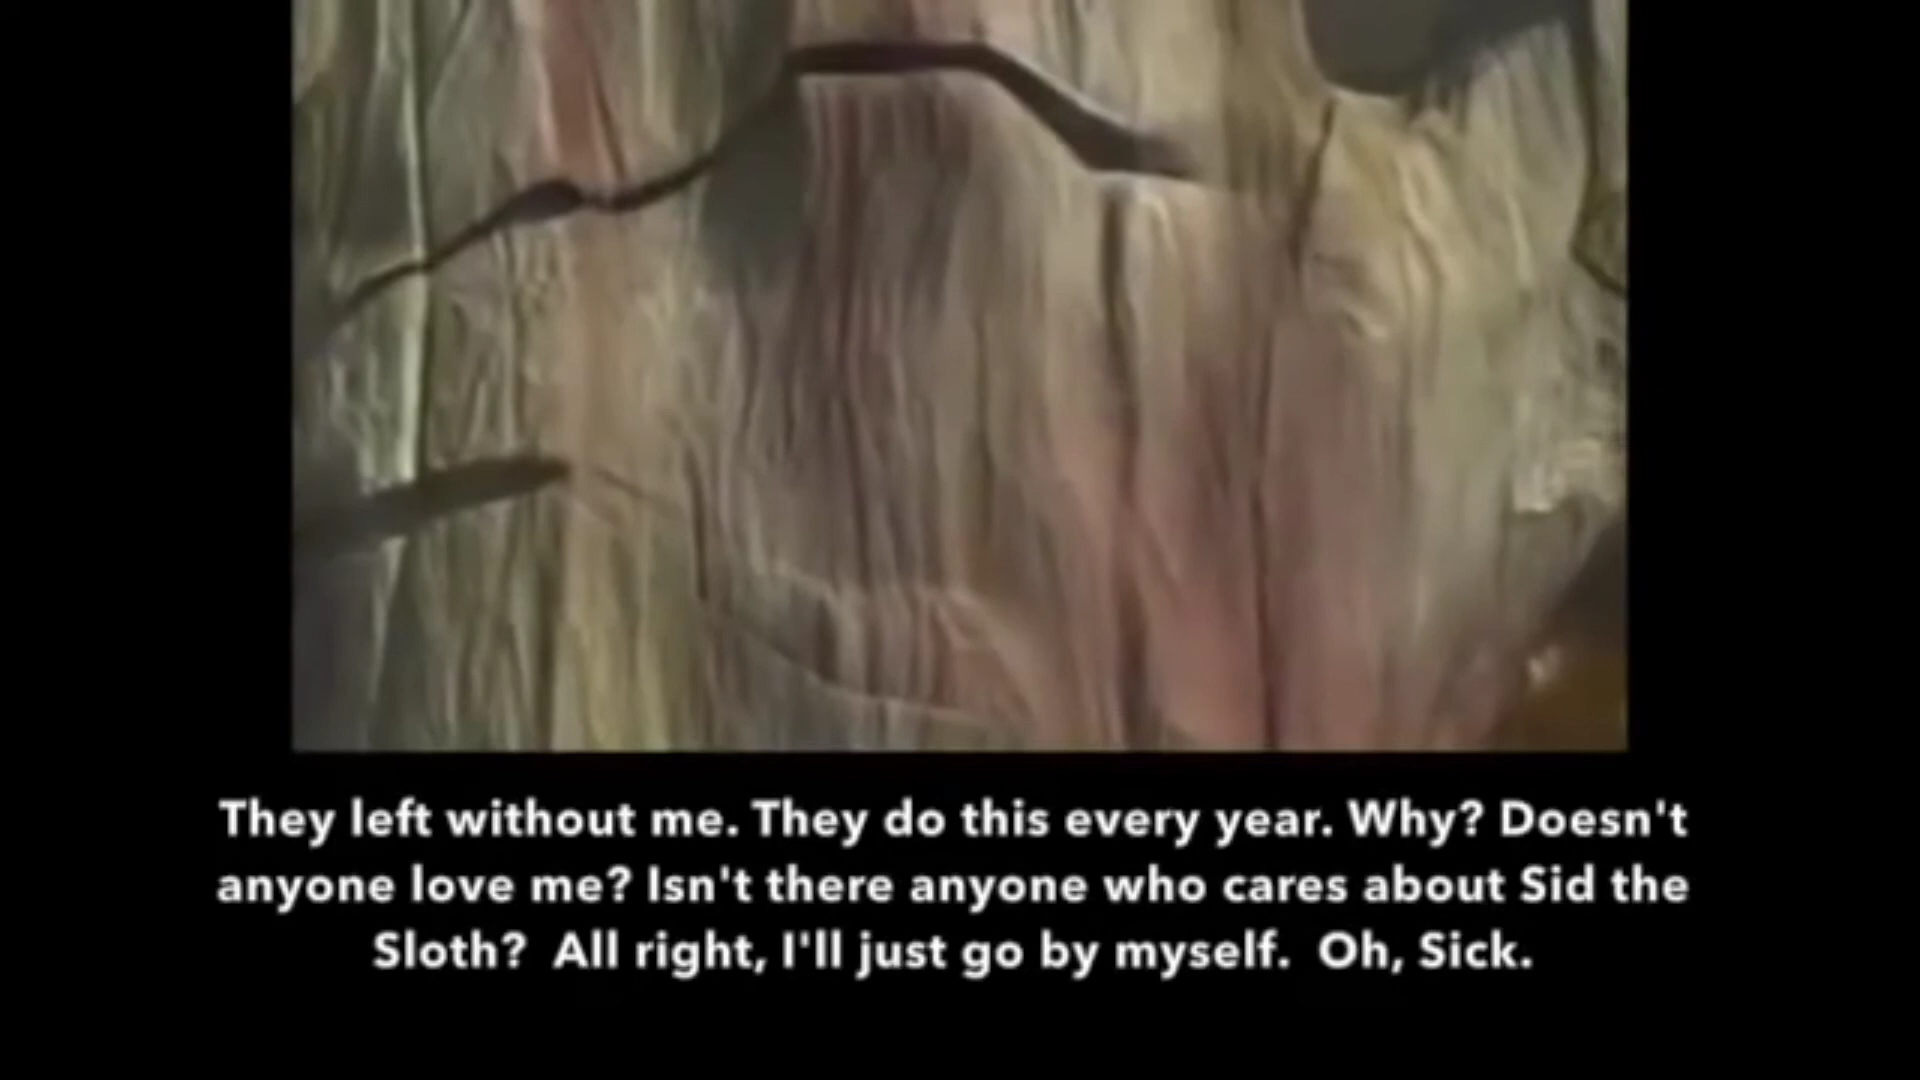 They left without me. They do this every year. Why? Doesn't
anyone love me? Isn't there anyone who cares about Sid the
Sloth?  All right, I'll just go by myself.  Oh, Sick.